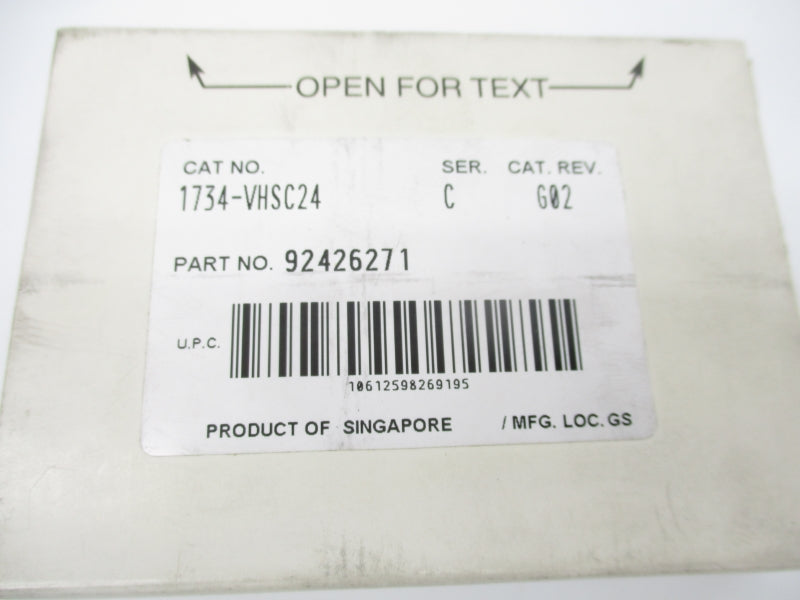 OPEN FOR TEXT
CAT NO. SER. CAT. REV.
1734-VHSC24 C G02
PART NO. 92426271
U.P.C.
10612598269195
PRODUCT OF SINGAPORE / MFG. LOC. GS